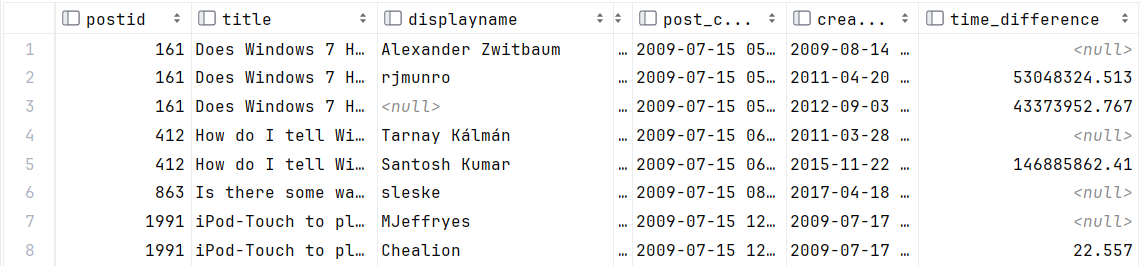 postid title displayname post_c... crea... time_difference
1 161 Does Windows 7 H… Alexander Zwitbaum … 2009-07-15 05… 2009-08-14 … <null>
2 161 Does Windows 7 H… rjmunro … 2009-07-15 05… 2011-04-20 … 53048324.513
3 161 Does Windows 7 H… <null> … 2009-07-15 05… 2012-09-03 … 43373952.767
4 412 How do I tell Wi… Tarnay Kálmán … 2009-07-15 06… 2011-03-28 … <null>
5 412 How do I tell Wi… Santosh Kumar … 2009-07-15 06… 2015-11-22 … 146885862.41
6 863 Is there some wa… sleske … 2009-07-15 08… 2017-04-18 … <null>
7 1991 iPod-Touch to pl… MJeffryes … 2009-07-15 12… 2009-07-17 … <null>
8 1991 iPod-Touch to pl… Chealion … 2009-07-15 12… 2009-07-17 … 22.557